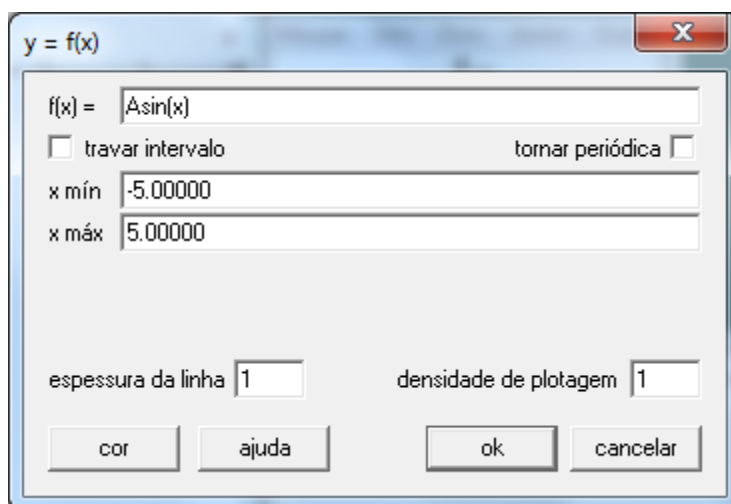 y = f(x)
f(x) = Asin(x)
travar intervalo tornar periódica
x mín -5.00000
x máx 5.00000
espessura da linha 1 densidade de plotagem 1
cor ajuda ok cancelar